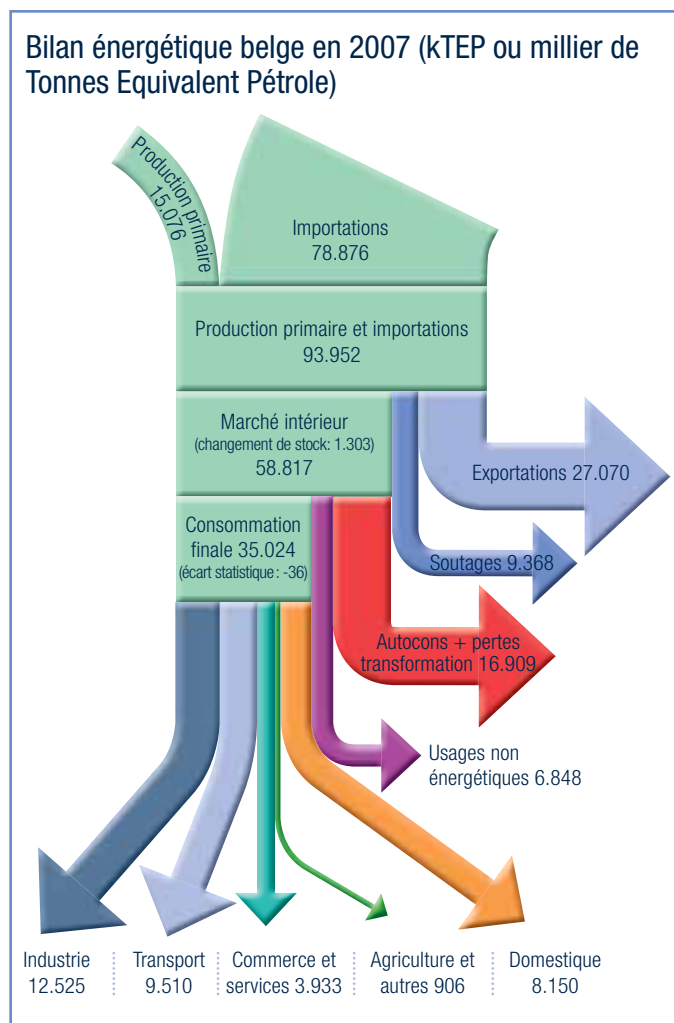 Bilan énergétique belge en 2007 (kTEP ou millier de
Tonnes Equivalent Pétrole)
Production primaire
15.076
Importations
78.876
Production primaire et importations
93.952
Marché intérieur
(changement de stock: 1.303)
58.817
Exportations 27.070
Consommation
finale 35.024
(écart statistique : -36)
Soutages 9.368
Autocons + pertes
transformation 16.909
Usages non
énergétiques 6.848
Industrie
12.525
Transport
9.510
Commerce et
services 3.933
Agriculture et
autres 906
Domestique
8.150